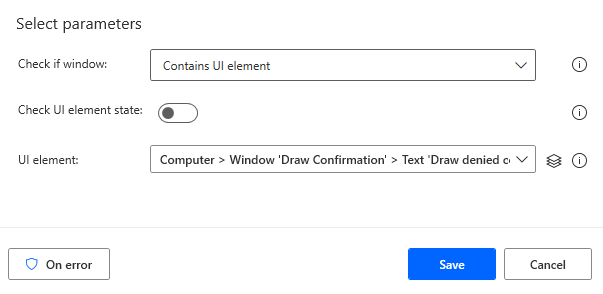 Select parameters
Check if window:
Contains UI element
Check UI element state:
UI element:
Computer > Window 'Draw Confirmation' > Text 'Draw denied
On error
Save
Cancel